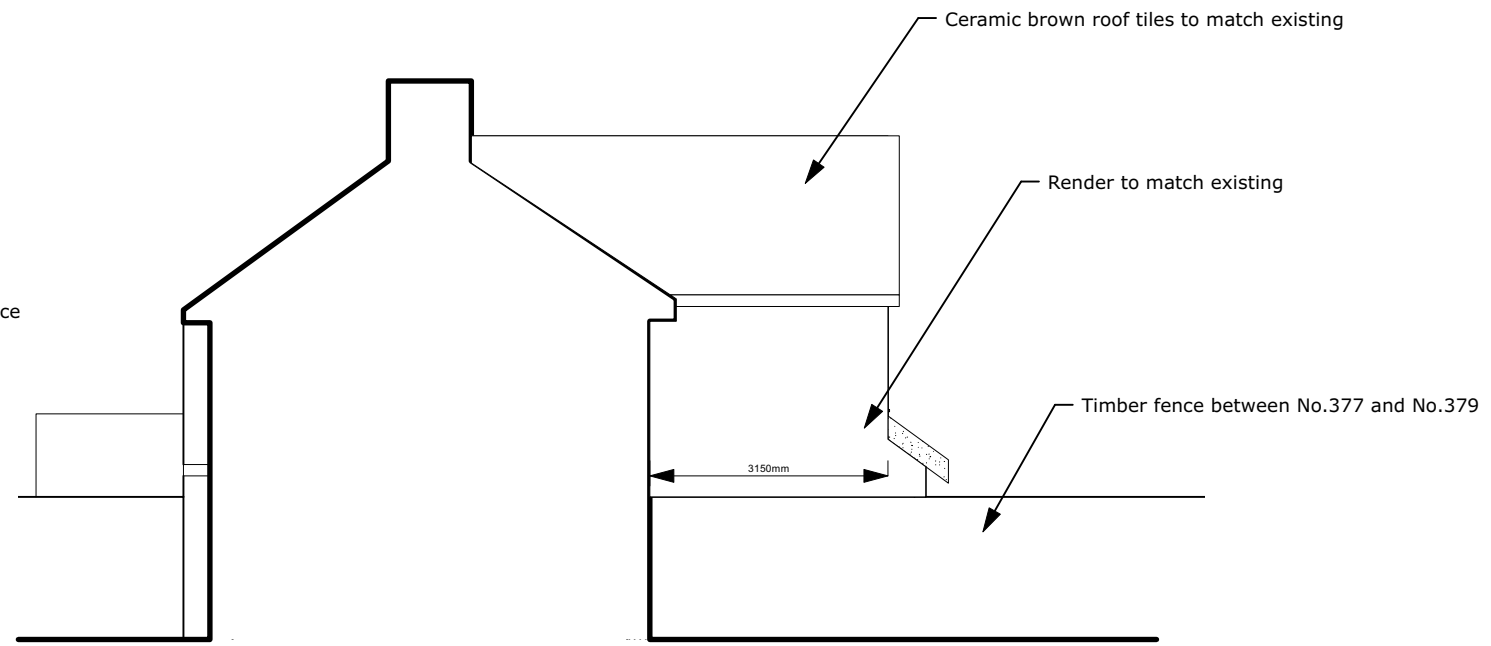 Ceramic brown roof tiles to match existing
Render to match existing
ce
Timber fence between No.377 and No.379
3150mm